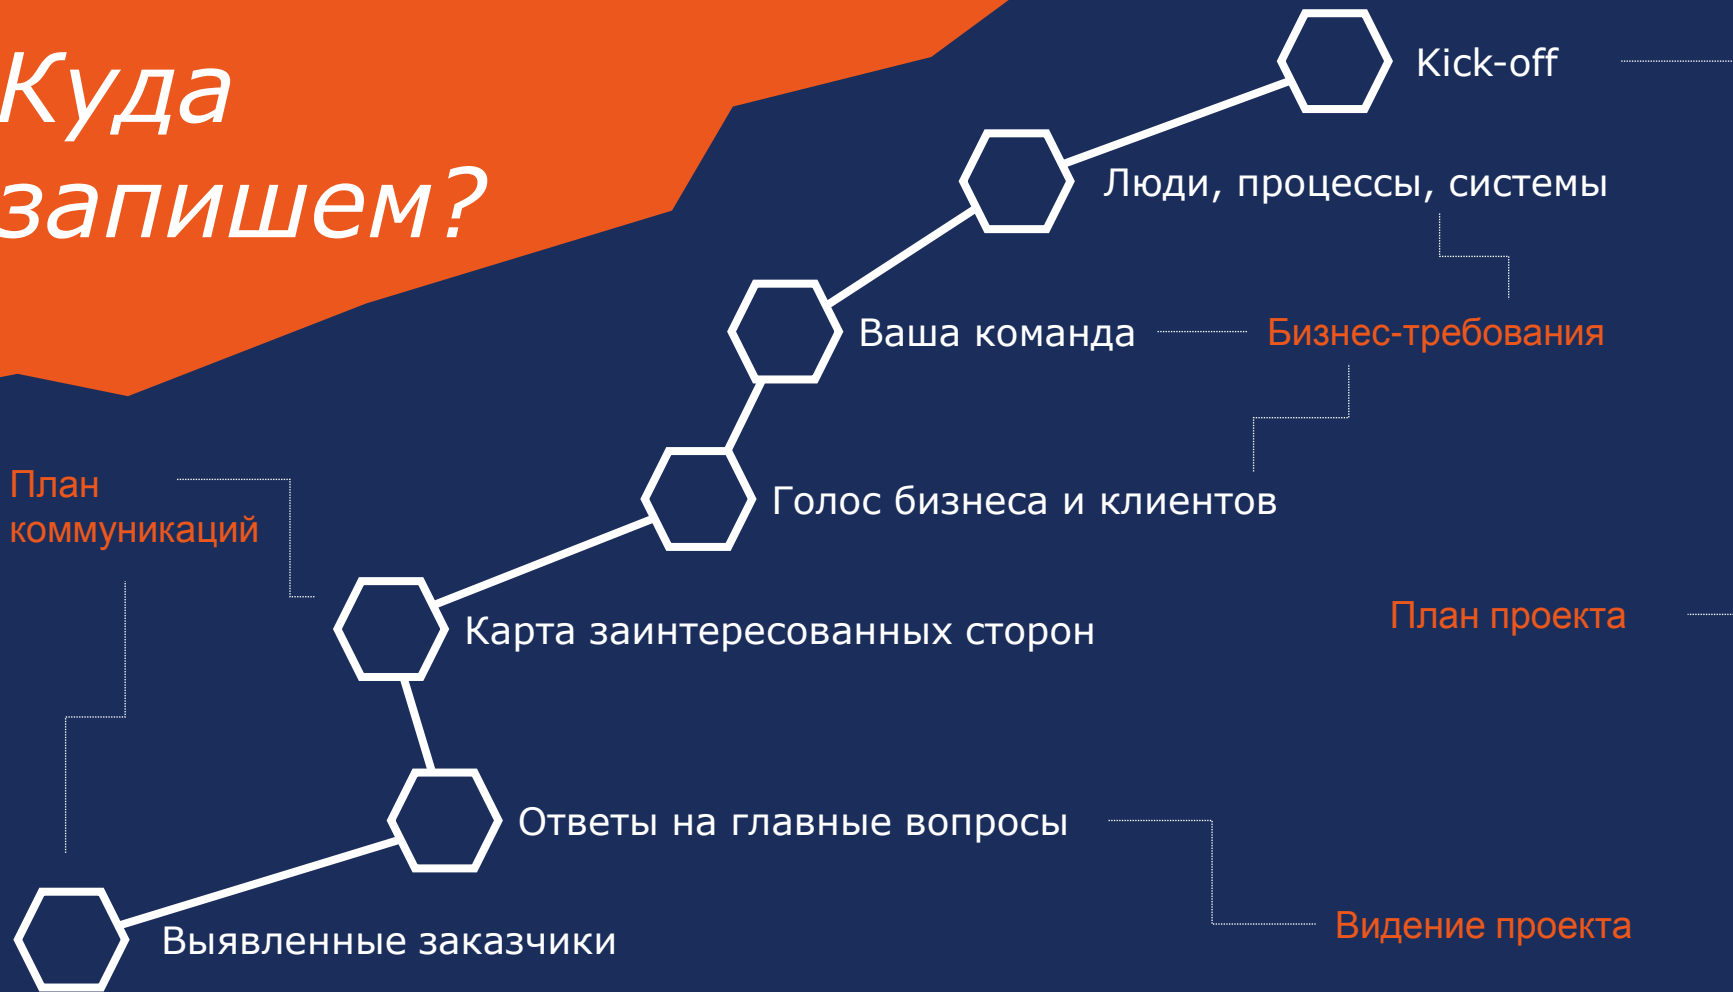 Куда
запишем?
Kick-off
Люди, процессы, системы
Ваша команда
Бизнес-требования
План
коммуникаций
Голос бизнеса и клиентов
Карта заинтересованных сторон
План проекта
Ответы на главные вопросы
Видение проекта
Выявленные заказчики